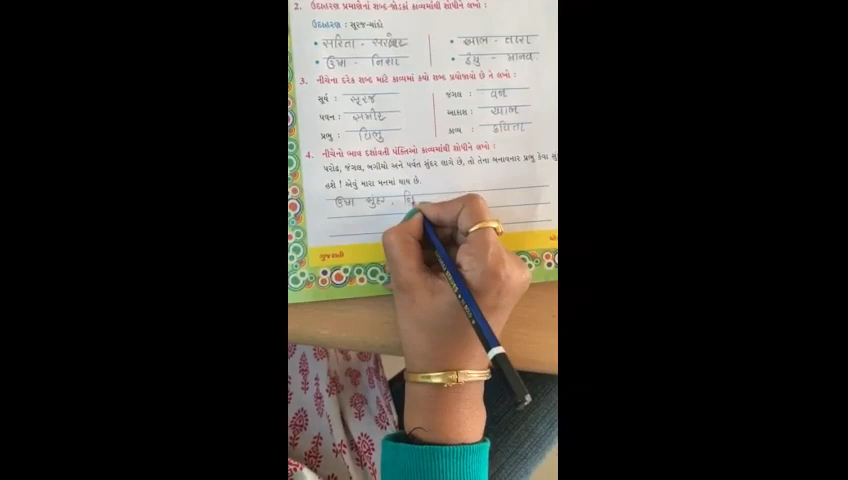 2. ઉદાહરણ પ્રમાણેનાં શબ્દ-જોડકાં કાવ્યમાંથી શોધીને લખો :
ઉદાહરણ : સૂરજ-ચાંદો
• સરિતા - સરોવર • આભ - તારા
• ઉષા - નિશા • ઈંદુ - માનવ
3. નીચેના દરેક શબ્દ માટે કાવ્યમાં કયો શબ્દ પ્રયોજાયો છે તે લખો :
સૂર્ય : સૂરજ જંગલ : વન
પવન : સમીર આકાશ : આભ
પ્રભુ : વિભુ કાવ્ય : કવિતા
4. નીચેનો ભાવ દર્શાવતી પંક્તિઓ કાવ્યમાંથી શોધીને લખો :
પરોઢ, જંગલ, બગીચો અને પર્વત સુંદર લાગે છે, તો તેના બનાવનાર પ્રભુ કેવા સું
હશે ! એવું મારા મનમાં થાય છે.
ઉષા સુંદર,
ગુજરાતી